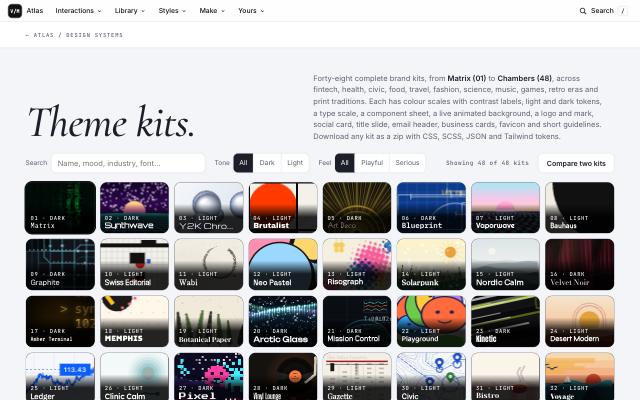 V/M Atlas Interactions Library Styles Make Yours Search /
← ATLAS / DESIGN SYSTEMS
Theme kits.
Forty-eight complete brand kits, from Matrix (01) to Chambers (48), across
fintech, health, civic, food, travel, fashion, science, music, games, retro eras and
print traditions. Each has colour scales with contrast labels, light and dark tokens,
a type scale, a component sheet, a live animated background, a logo and mark,
social card, title slide, email header, business cards, favicon and short guidelines.
Download any kit as a zip with CSS, SCSS, JSON and Tailwind tokens.
Search Name, mood, industry, font... Tone All Dark Light Feel All Playful Serious Showing 48 of 48 kits Compare two kits
01 · DARK
Matrix
02 · DARK
Synthwave
03 · LIGHT
Y2K Chro...
04 · LIGHT
Brutalist
05 · DARK
Art Deco
06 · DARK
Blueprint
07 · LIGHT
Vaporwave
08 · LIGHT
Bauhaus
09 · DARK
Graphite
10 · LIGHT
Swiss Editorial
11 · LIGHT
Wabi
12 · LIGHT
Neo Pastel
13 · LIGHT
Risograph
14 · LIGHT
Solarpunk
15 · LIGHT
Nordic Calm
16 · DARK
Velvet Noir
17 · DARK
Amber Terminal
18 · LIGHT
MEMPHIS
19 · LIGHT
Botanical Paper
20 · DARK
Arctic Glass
21 · DARK
Mission Control
22 · LIGHT
Playground
23 · DARK
Kinetic
24 · LIGHT
Desert Modern
113.43
25 · LIGHT
Ledger
26 · LIGHT
Clinic Calm
27 · DARK
Pixel
28 · DARK
Vinyl Lounge
29 · LIGHT
Gazette
30 · LIGHT
Civic
31 · LIGHT
Bistro
32 · LIGHT
Voyage